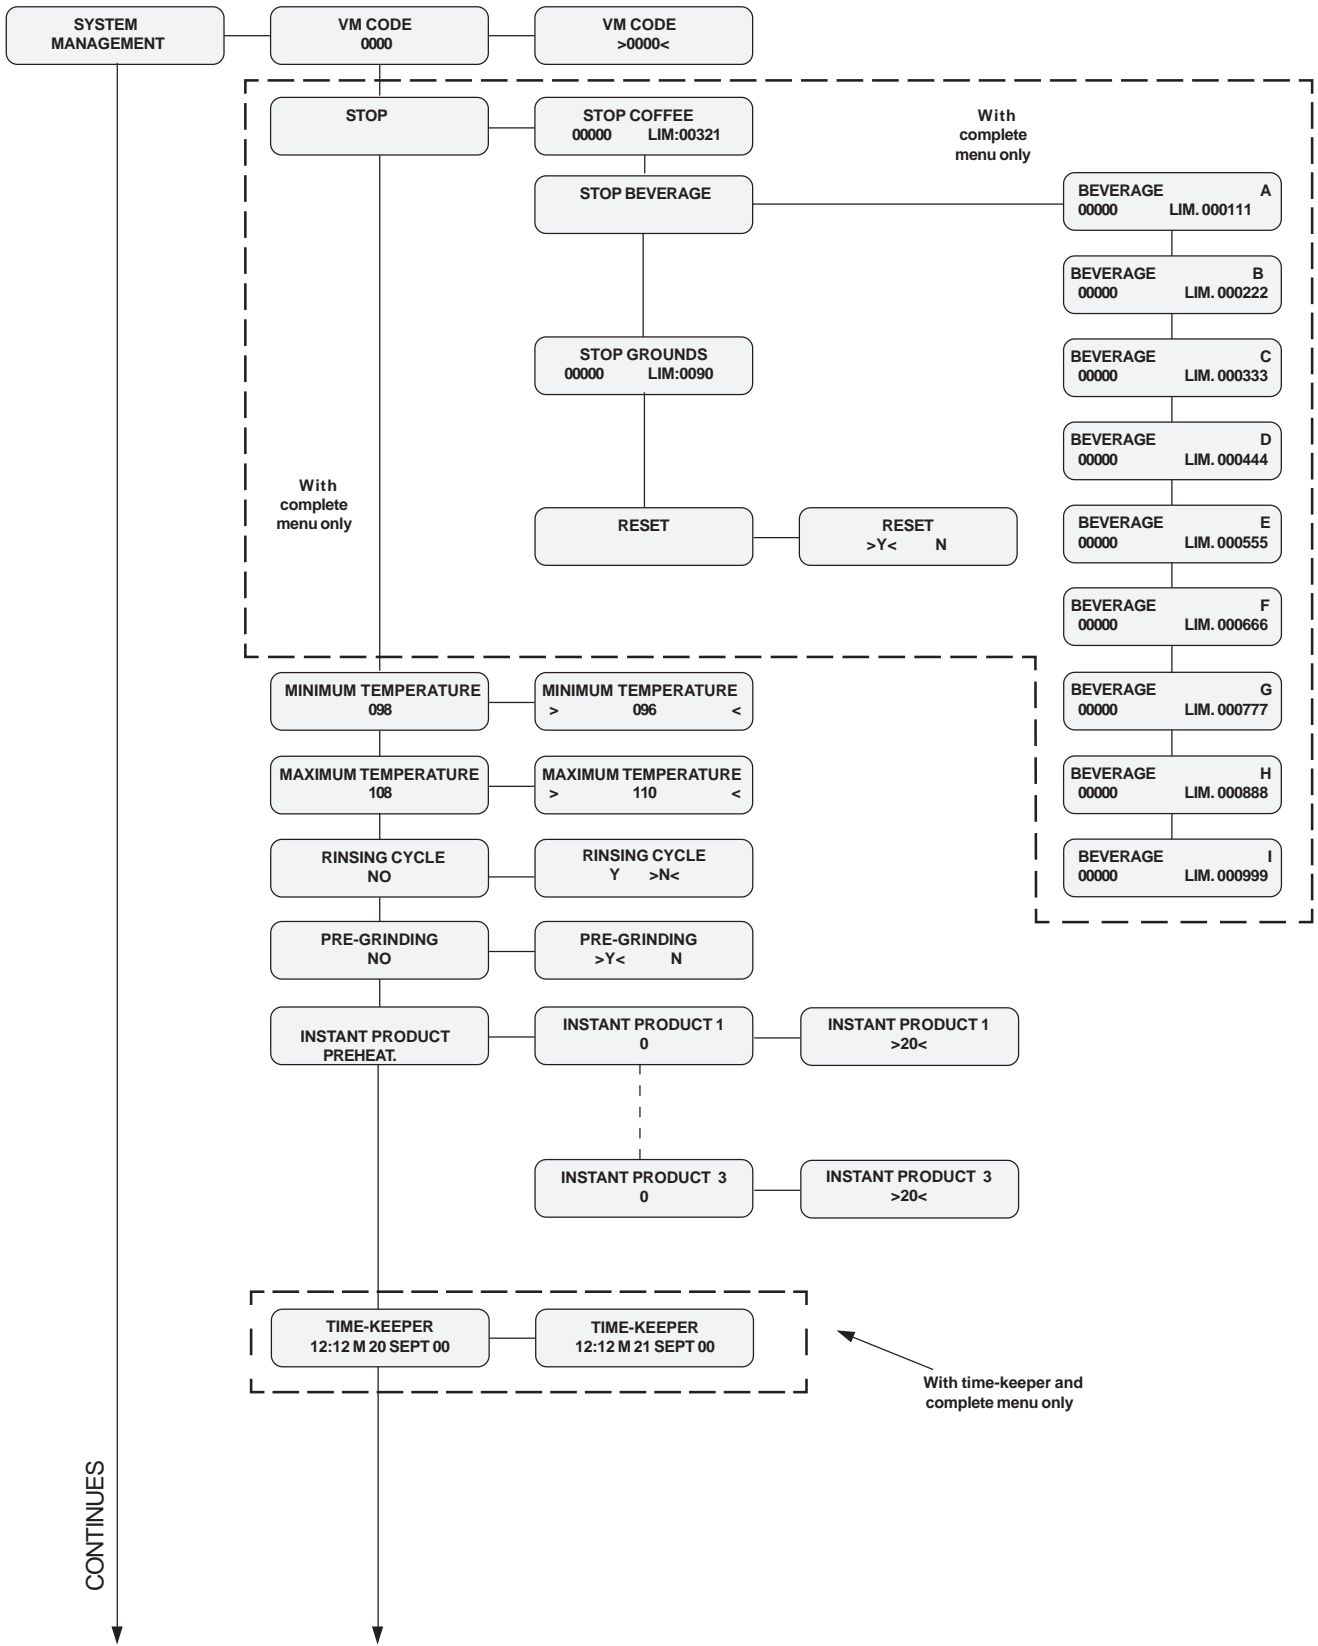 SYSTEM
MANAGEMENT
VM CODE
0000
VM CODE
>0000<
STOP
STOP COFFEE
00000 LIM:00321
With
complete
menu only
STOP BEVERAGE
BEVERAGE A
00000 LIM. 000111
BEVERAGE B
00000 LIM. 000222
STOP GROUNDS
00000 LIM:0090
BEVERAGE C
00000 LIM. 000333
BEVERAGE D
00000 LIM. 000444
With
complete
menu only
RESET
RESET
>Y< N
BEVERAGE E
00000 LIM. 000555
BEVERAGE F
00000 LIM. 000666
MINIMUM TEMPERATURE
098
MINIMUM TEMPERATURE
> 096 <
BEVERAGE G
00000 LIM. 000777
MAXIMUM TEMPERATURE
108
MAXIMUM TEMPERATURE
> 110 <
BEVERAGE H
00000 LIM. 000888
RINSING CYCLE
NO
RINSING CYCLE
Y >N<
BEVERAGE I
00000 LIM. 000999
PRE-GRINDING
NO
PRE-GRINDING
>Y< N
INSTANT PRODUCT
PREHEAT.
INSTANT PRODUCT 1
0
INSTANT PRODUCT 1
>20<
INSTANT PRODUCT 3
0
INSTANT PRODUCT 3
>20<
TIME-KEEPER
12:12 M 20 SEPT 00
TIME-KEEPER
12:12 M 21 SEPT 00
With time-keeper and
complete menu only
CONTINUES